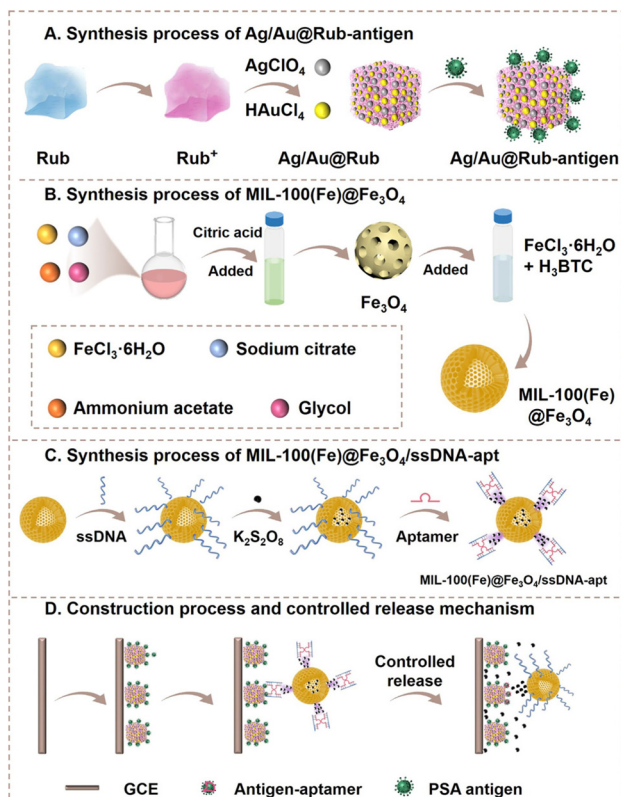 A. Synthesis process of Ag/Au@Rub-antigen
AgClO₄
HAuCl₄
Rub
Rub⁺
Ag/Au@Rub
Ag/Au@Rub-antigen
B. Synthesis process of MIL-100(Fe)@Fe₃O₄
Citric acid
Added
Fe₃O₄
Added
FeCl₃·6H₂O
+ H₃BTC
FeCl₃·6H₂O
Sodium citrate
Ammonium acetate
Glycol
MIL-100(Fe)
@Fe₃O₄
C. Synthesis process of MIL-100(Fe)@Fe₃O₄/ssDNA-apt
ssDNA
K₂S₂O₈
Aptamer
MIL-100(Fe)@Fe₃O₄/ssDNA-apt
D. Construction process and controlled release mechanism
Controlled
release
GCE
Antigen-aptamer
PSA antigen